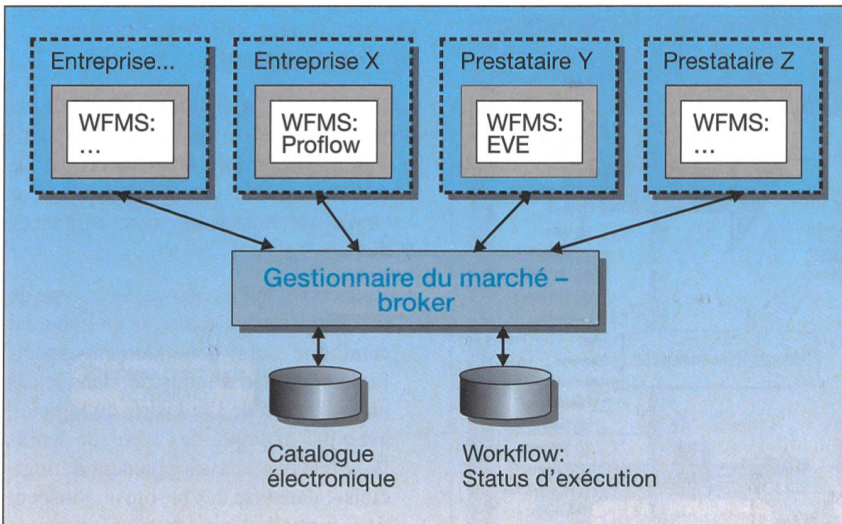 Entreprise...
WFMS:
...
Entreprise X
WFMS:
Proflow
Prestataire Y
WFMS:
EVE
Prestataire Z
WFMS:
...
Gestionnaire du marché –
broker
Catalogue
électronique
Workflow:
Status d'exécution